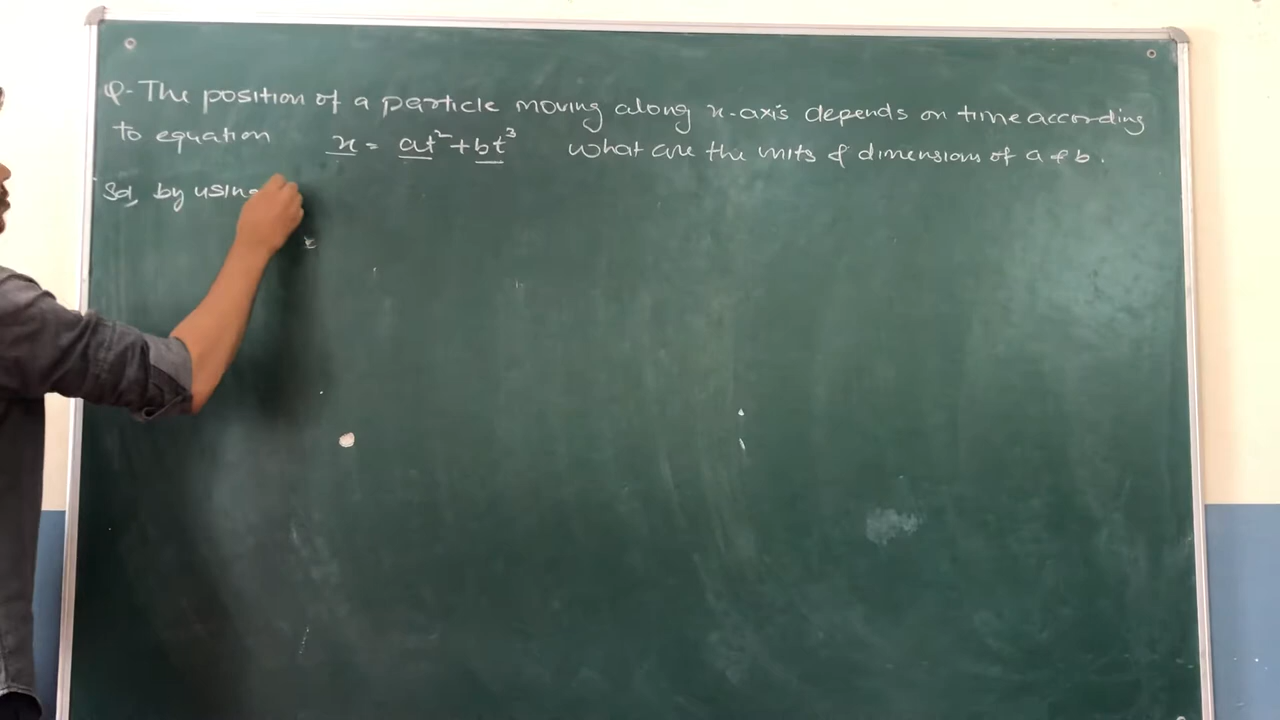 Q- The position of a particle moving along x-axis depends on time according
to equation x = at² + bt³ what are the units & dimensions of a & b.
Sol, by using